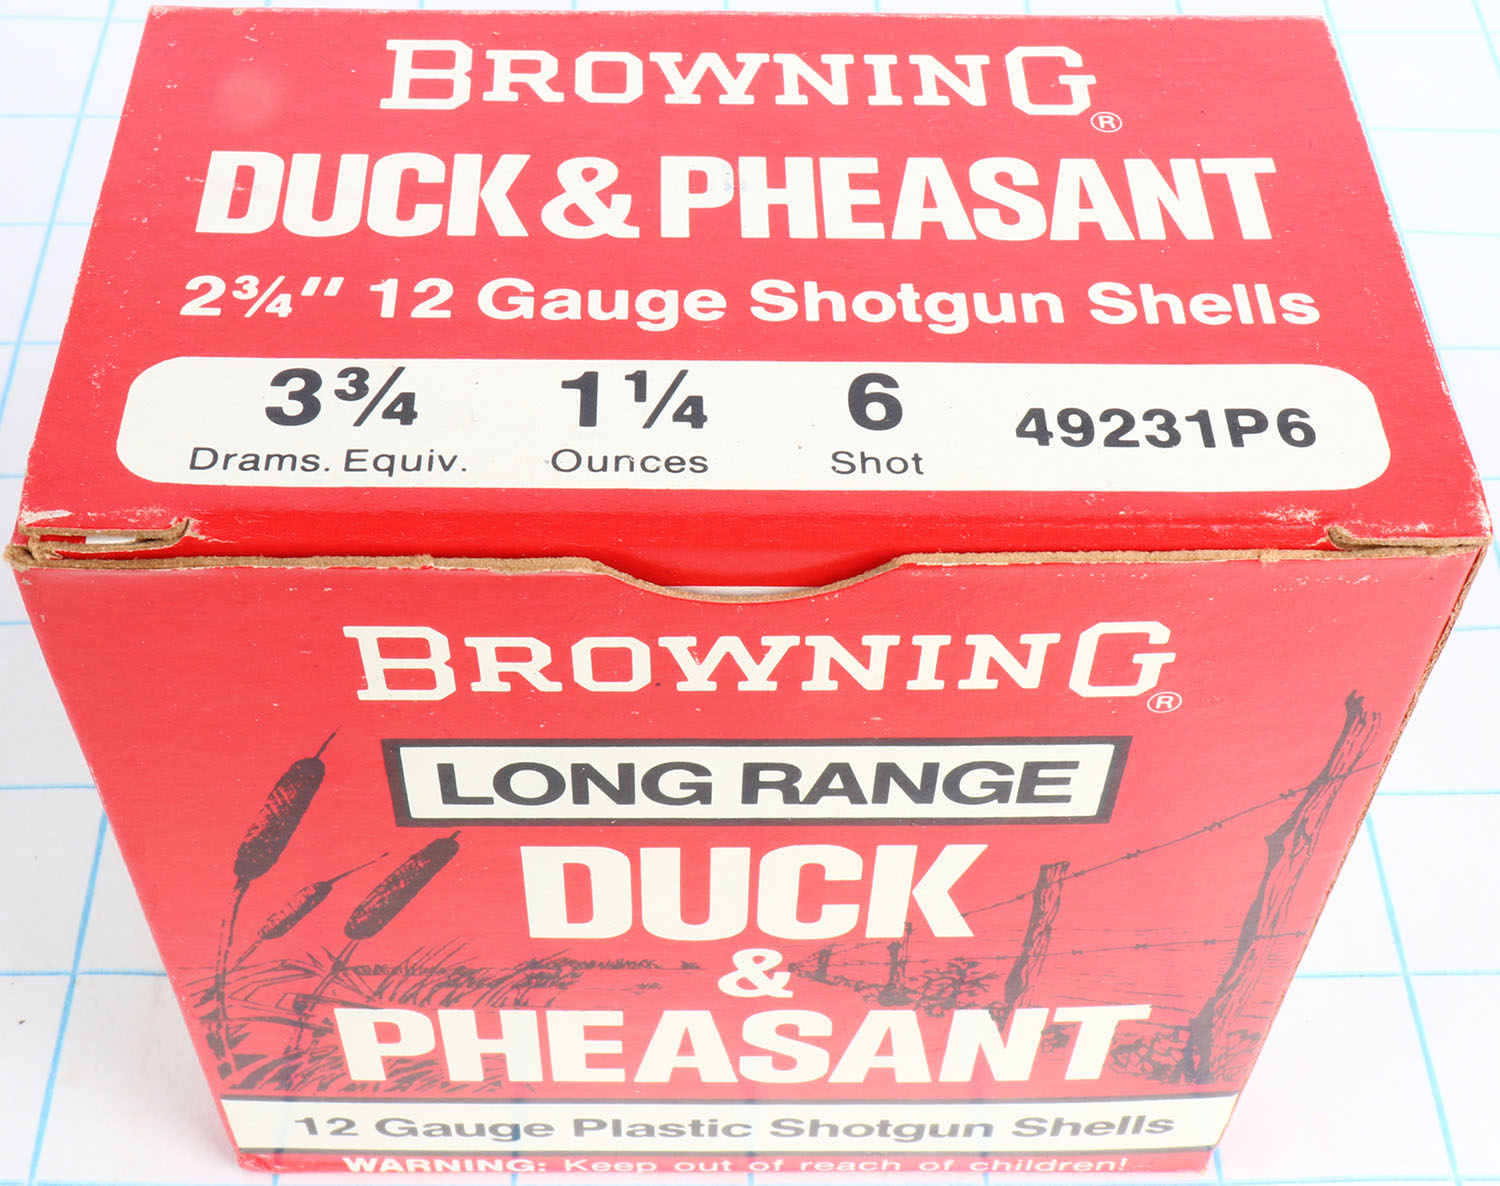 BROWNING®
DUCK & PHEASANT
2¾" 12 Gauge Shotgun Shells
3¾ 1¼ 6 49231P6
Drams. Equiv. Ounces Shot
BROWNING®
LONG RANGE
DUCK
&
PHEASANT
12 Gauge Plastic Shotgun Shells
WARNING: Keep out of reach of children!